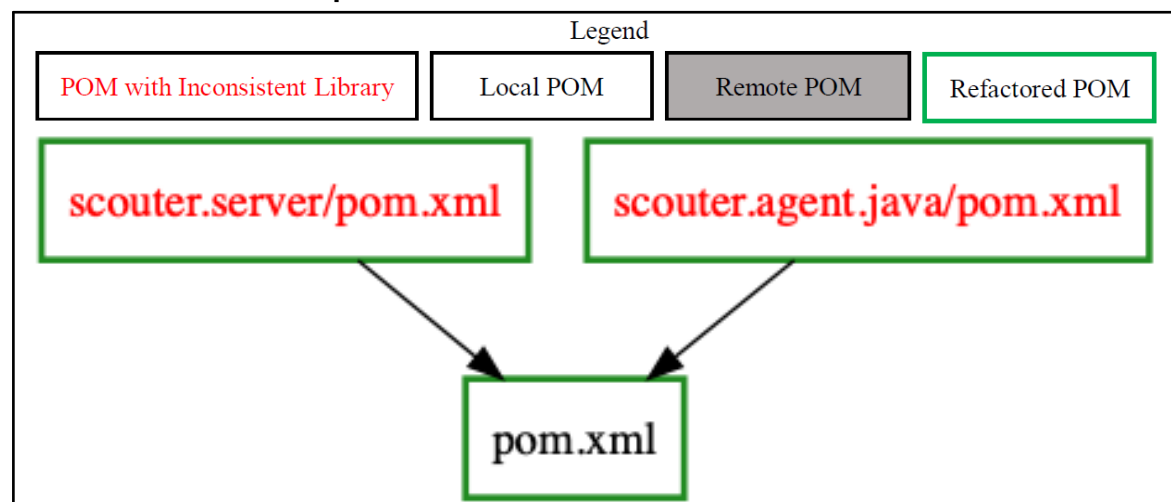 Legend
POM with Inconsistent Library
Local POM
Remote POM
Refactored POM
scouter.server/pom.xml
scouter.agent.java/pom.xml
pom.xml